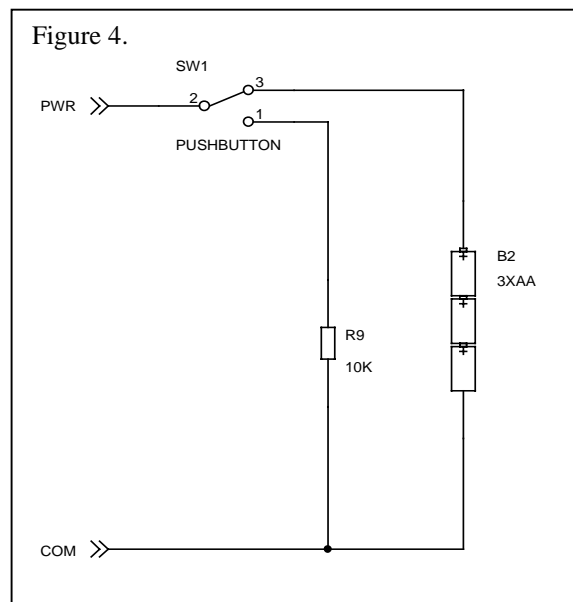 Figure 4.
SW1
3
2
PWR
1
PUSHBUTTON
B2
3XAA
R9
10K
COM